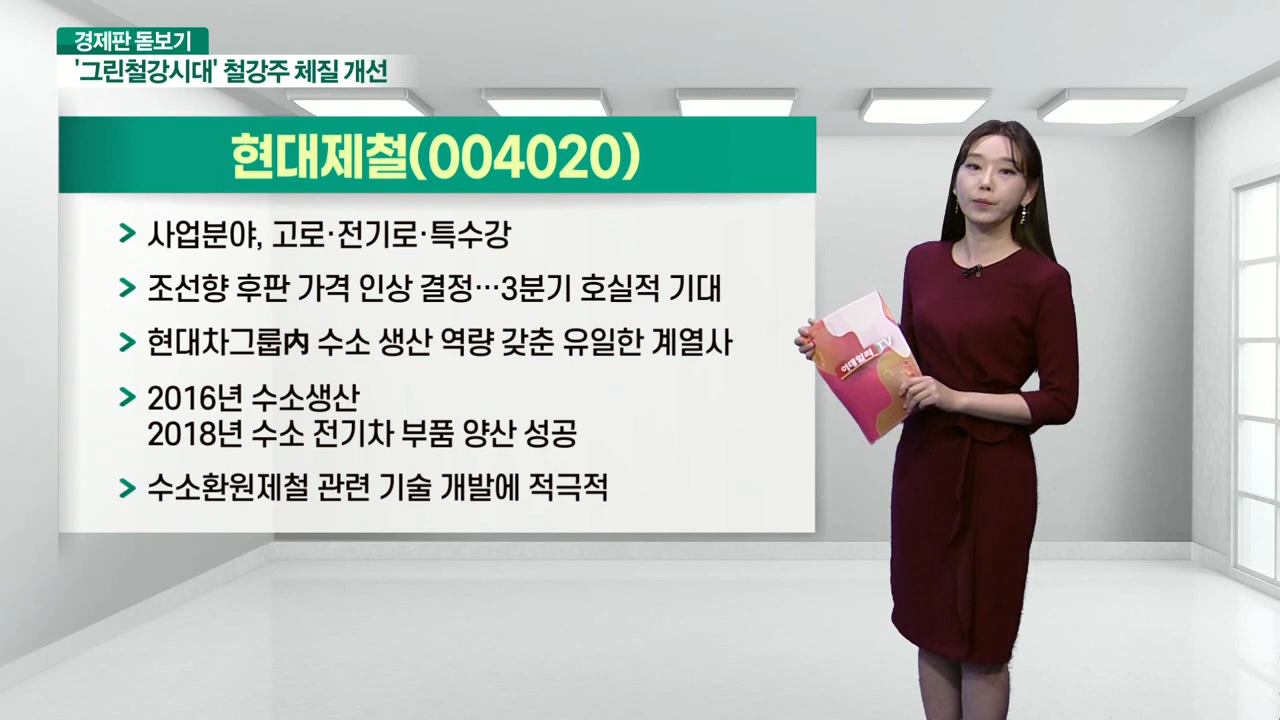 경제판 돋보기
'그린철강시대' 철강주 체질 개선
현대제철(004020)
> 사업분야, 고로·전기로·특수강
> 조선향 후판 가격 인상 결정…3분기 호실적 기대
> 현대차그룹內 수소 생산 역량 갖춘 유일한 계열사
> 2016년 수소생산
2018년 수소 전기차 부품 양산 성공
> 수소환원제철 관련 기술 개발에 적극적
이데일리 TV